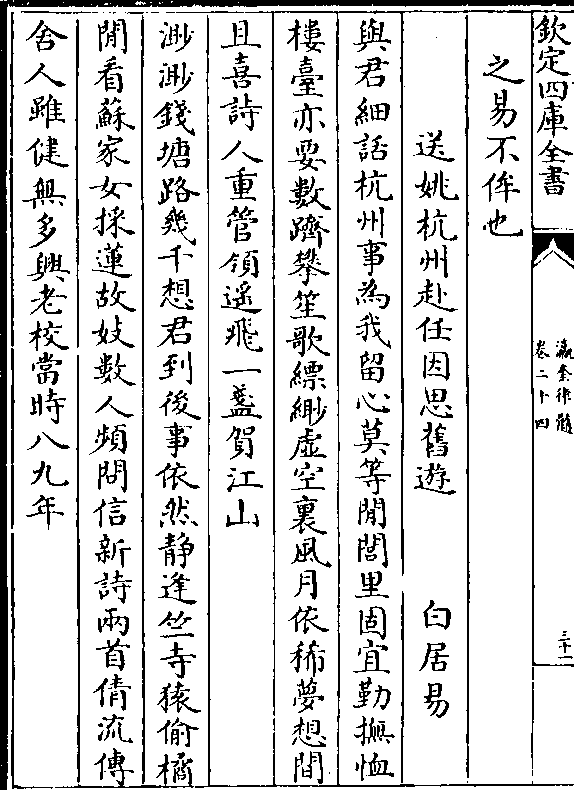 欽定四庫全書
瀛奎律髓
卷二十四
三十一
之易不侔也
送姚杭州赴任因思舊遊 白居易
與君細話杭州事為我留心莫等閒閭里固宜勤撫恤
樓臺亦要數躋攀笙歌縹緲虛空裏風月依稀夢想間
且喜詩人重管領遥飛一盞賀江山
渺渺錢塘路幾千想君到後事依然静逢竺寺猿偷橘
閒看蘇家女採蓮故妓數人頻問信新詩兩首倩流傳
舍人雖健無多興老校當時八九年